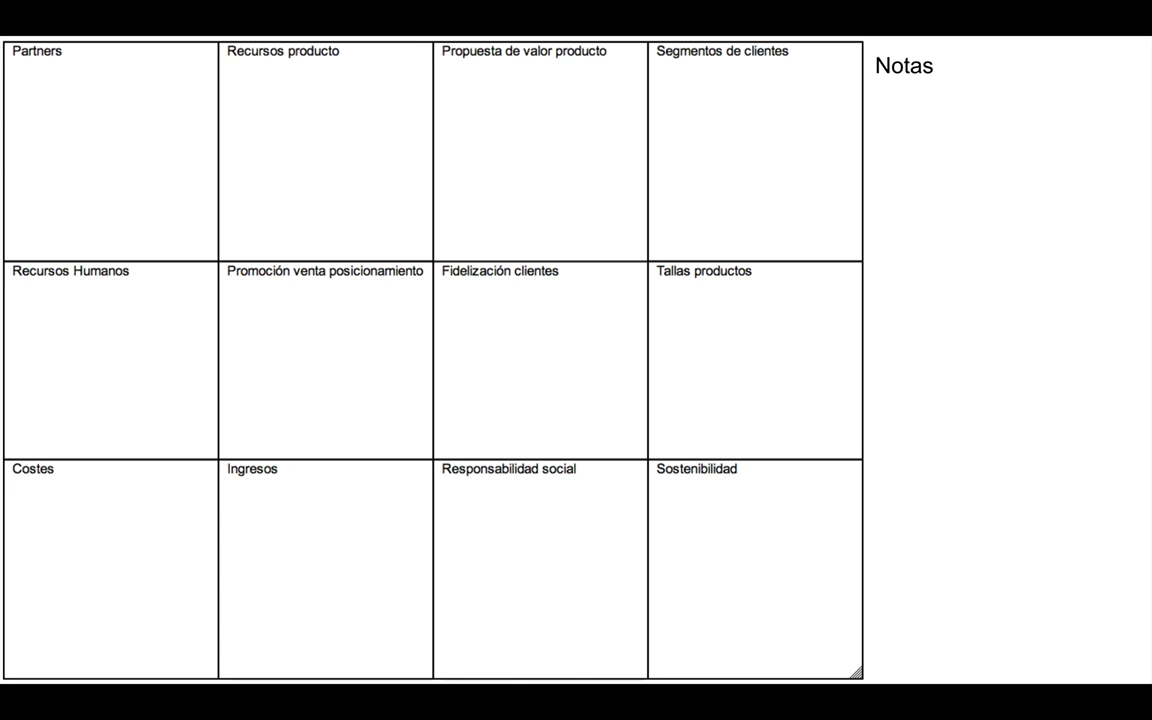 Partners
Recursos producto
Propuesta de valor producto
Segmentos de clientes
Notas
Recursos Humanos
Promoción venta posicionamiento
Fidelización clientes
Tallas productos
Costes
Ingresos
Responsabilidad social
Sostenibilidad